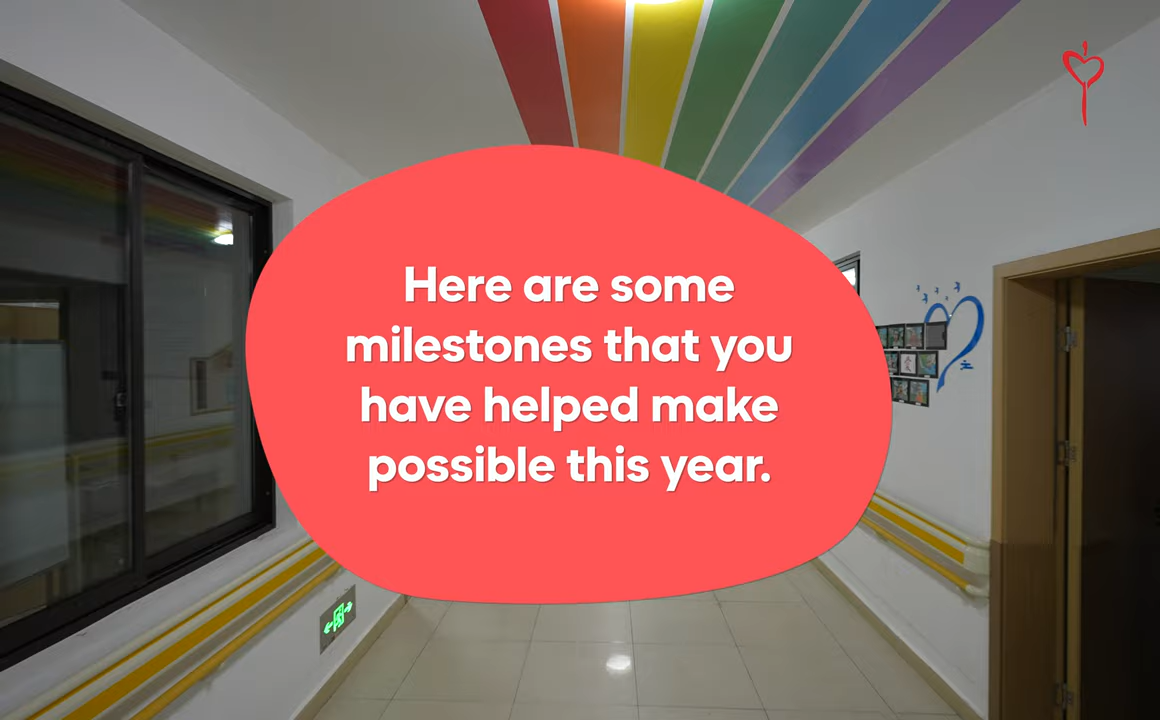 Here are some
milestones that you
have helped make
possible this year.